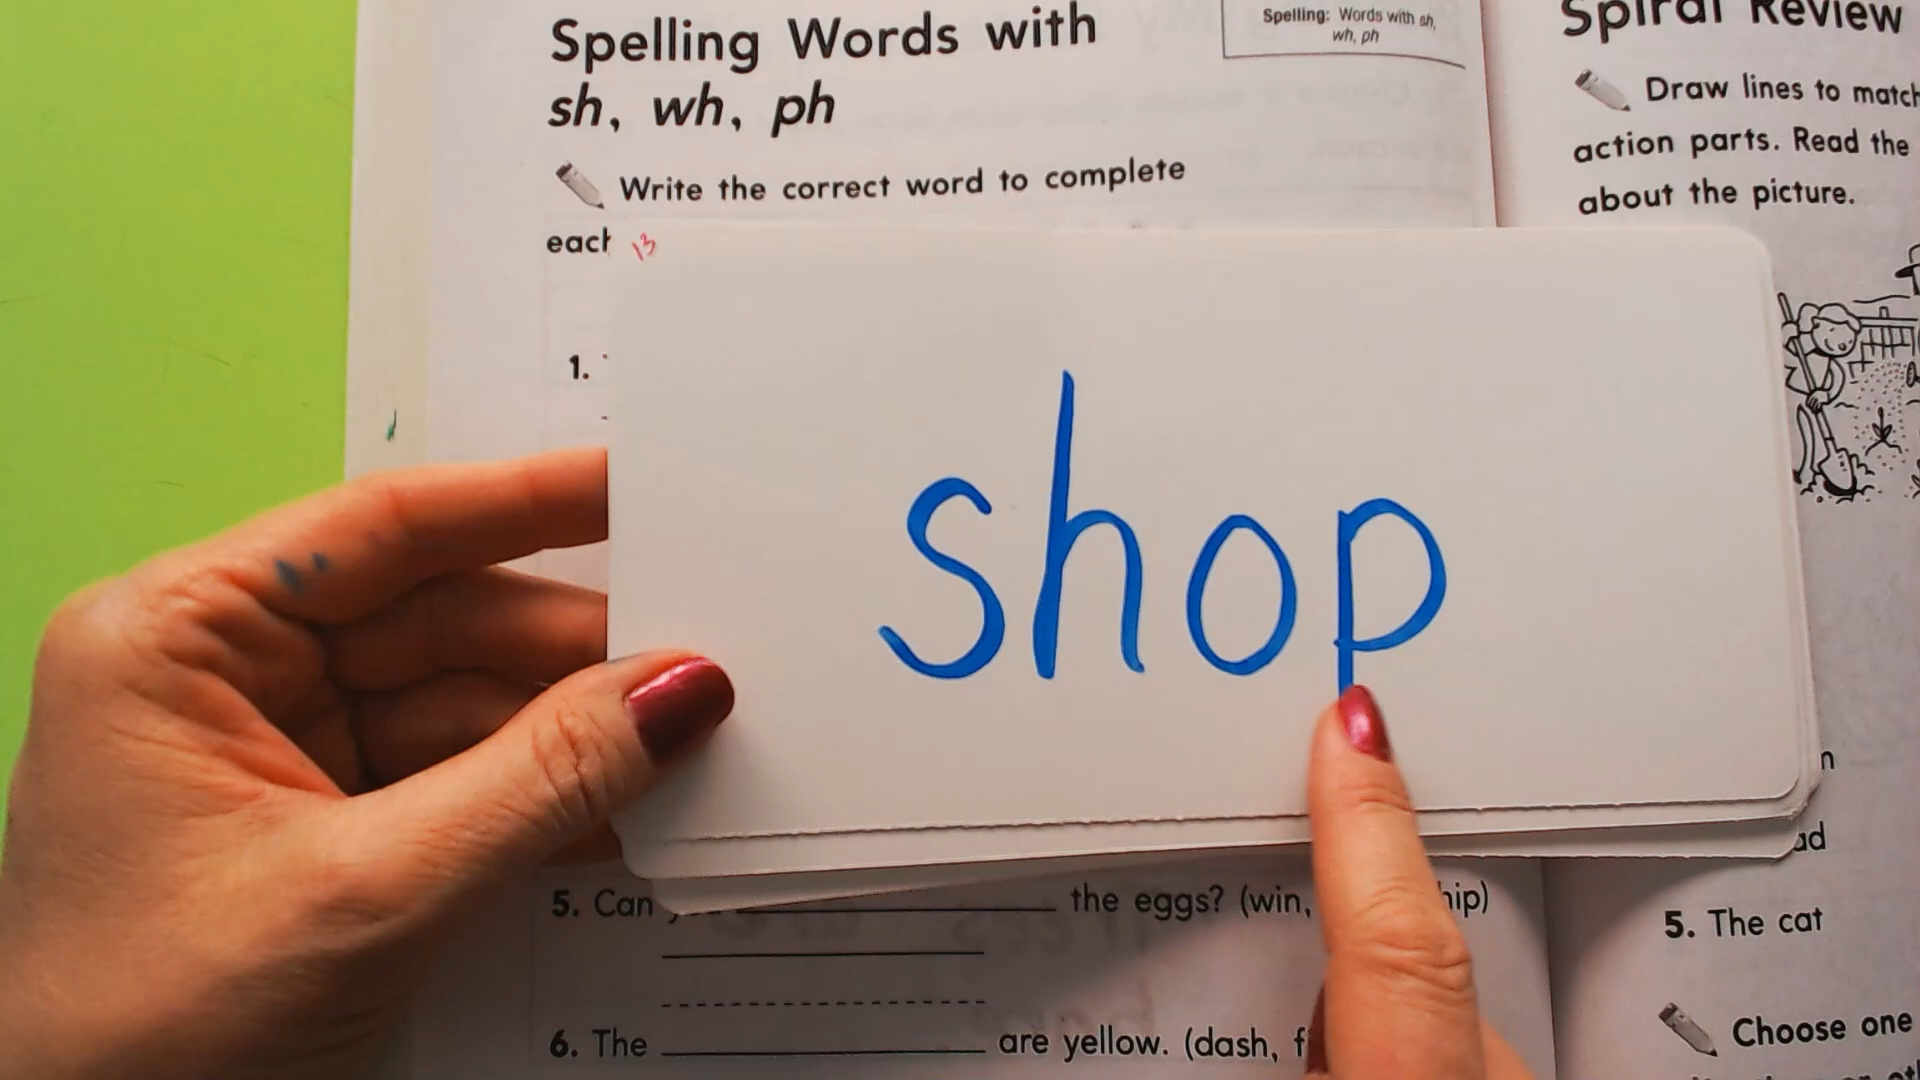 Spelling Words with
sh, wh, ph
Spelling: Words with sh,
wh, ph
Write the correct word to complete
each
13
1.
shop
5. Can the eggs? (win,
6. The are yellow. (dash,
Spiral Review
Draw lines to match
action parts. Read the
about the picture.
5. The cat
Choose one